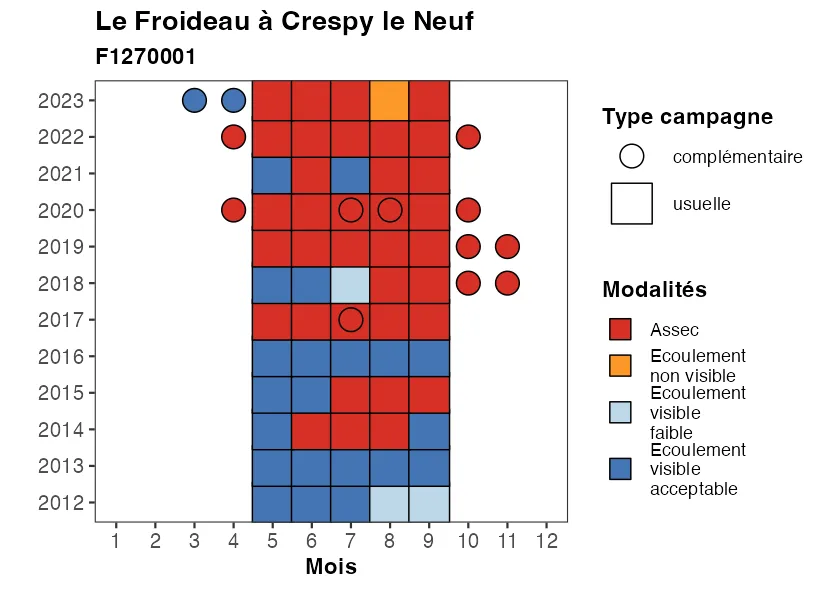 Le Froideau à Crespy le Neuf
F1270001
2023
2022
2021
2020
2019
2018
2017
2016
2015
2014
2013
2012
1 2 3 4 5 6 7 8 9 10 11 12
Mois
Type campagne
complémentaire
usuelle
Modalités
Assec
Ecoulement
non visible
Ecoulement
visible
faible
Ecoulement
visible
acceptable